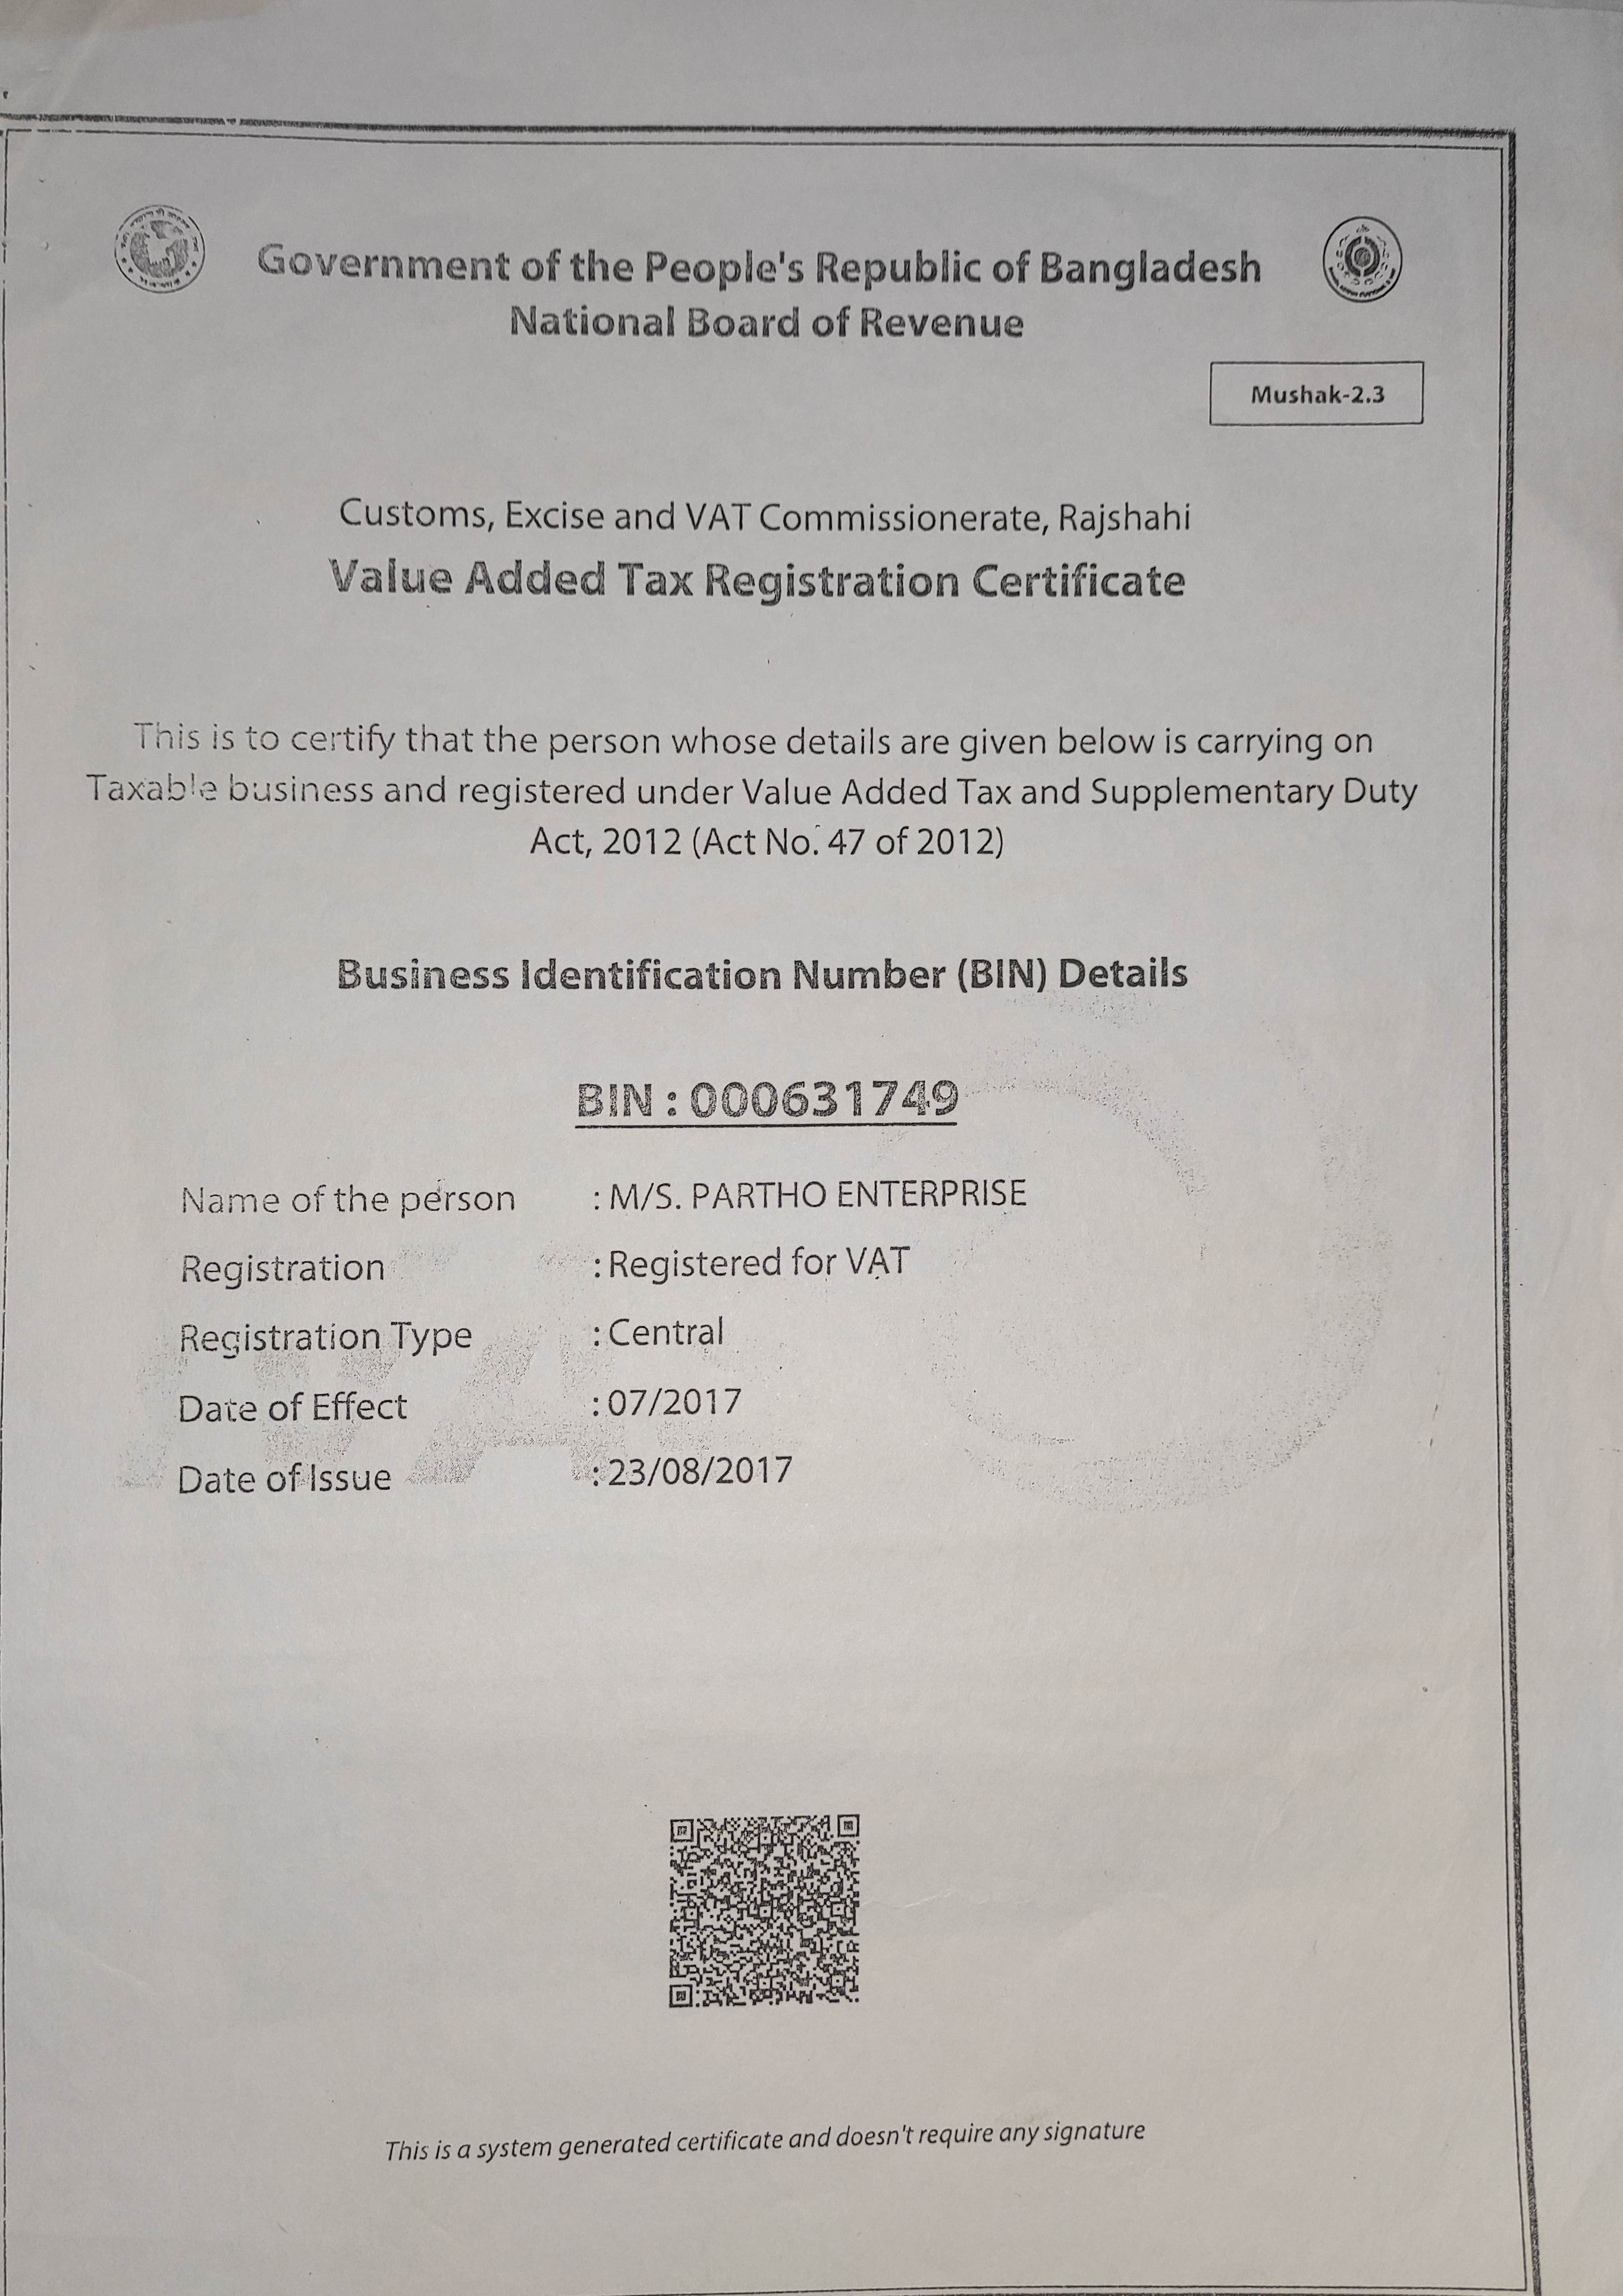 Government of the People's Republic of Bangladesh
National Board of Revenue
Mushak-2.3
Customs, Excise and VAT Commissionerate, Rajshahi
Value Added Tax Registration Certificate
This is to certify that the person whose details are given below is carrying on
Taxable business and registered under Value Added Tax and Supplementary Duty
Act, 2012 (Act No. 47 of 2012)
Business Identification Number (BIN) Details
BIN : 000631749
Name of the person : M/S. PARTHO ENTERPRISE
Registration : Registered for VAT
Registration Type : Central
Date of Effect : 07/2017
Date of Issue : 23/08/2017
This is a system generated certificate and doesn't require any signature